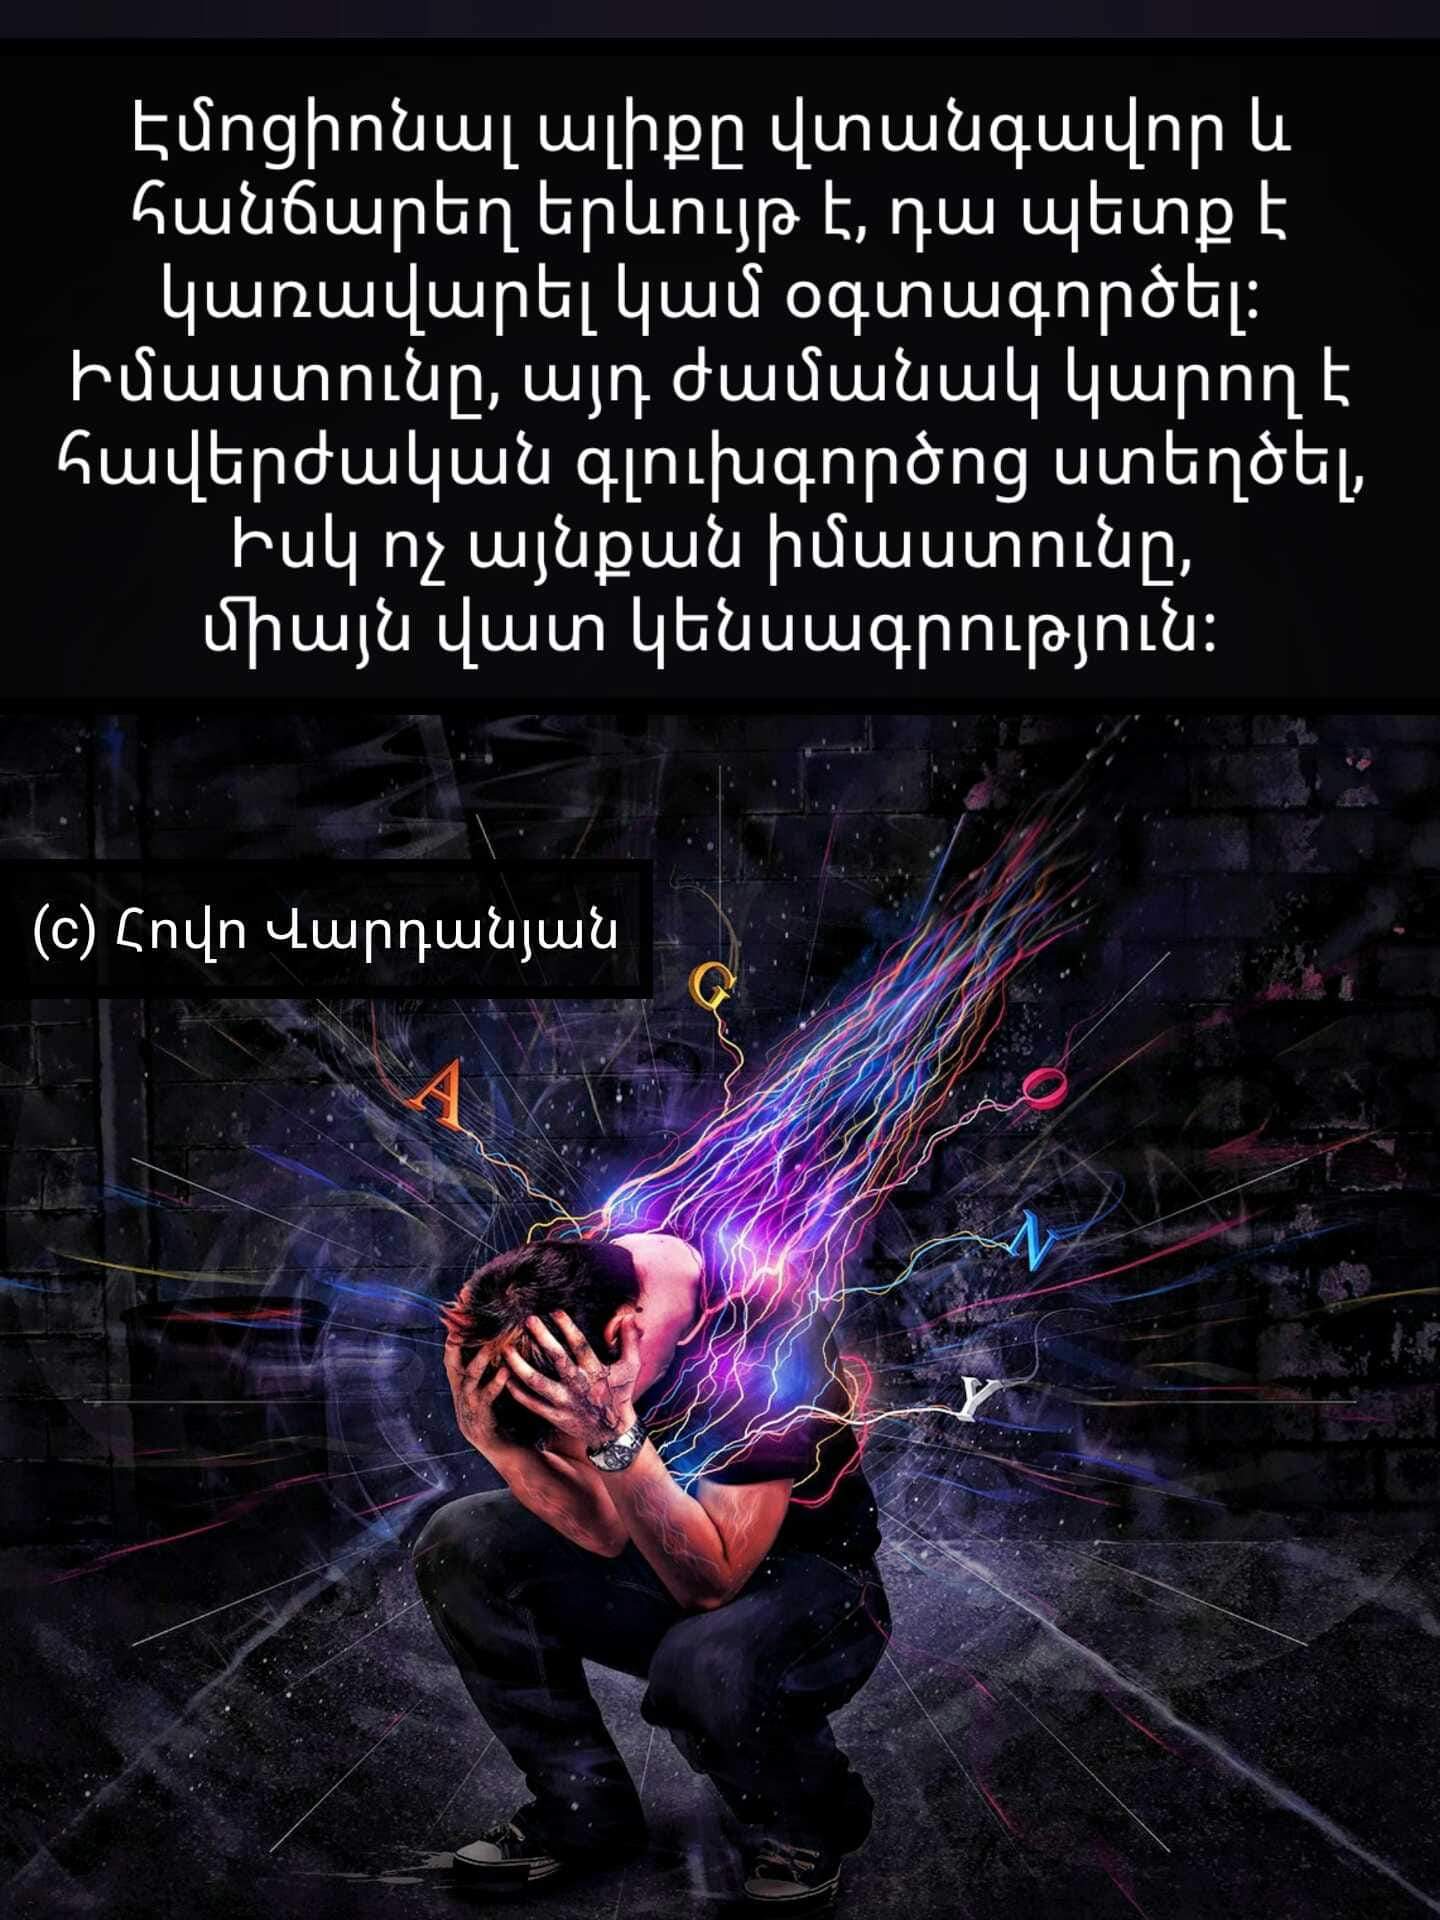 Էմոցիոնալ ալիքը վտանգավոր և
հանճարեղ երևույթ է, դա պետք է
կառավարել կամ օգտագործել:
Իմաստունը, այդ ժամանակ կարող է
հավերժական գլուխգործոց ստեղծել,
Իսկ ոչ այնքան իմաստունը,
միայն վատ կենսագրություն:
(c) Հովո Վարդանյան
A
G
O
N
Y